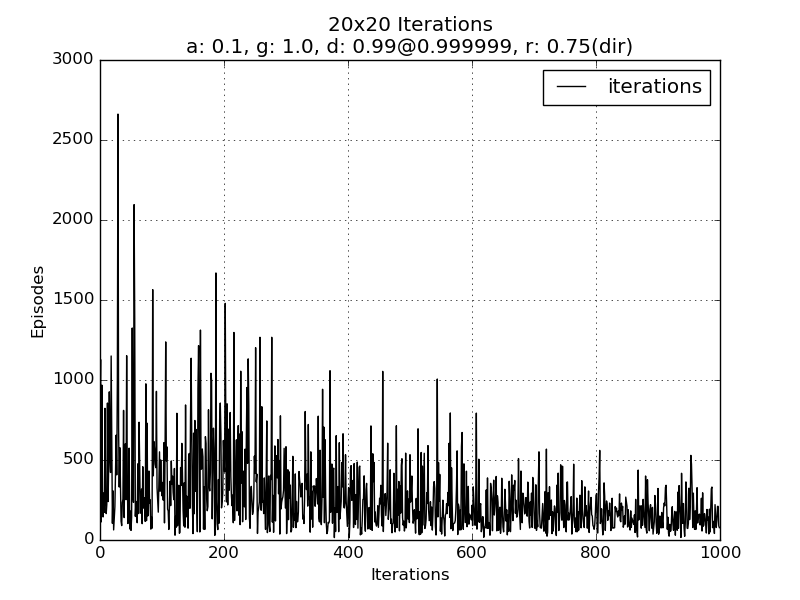 20x20 Iterations
a: 0.1, g: 1.0, d: 0.99@0.999999, r: 0.75(dir)
3000
iterations
2500
2000
1500
1000
500
0
Episodes
0
200
400
600
800
1000
Iterations